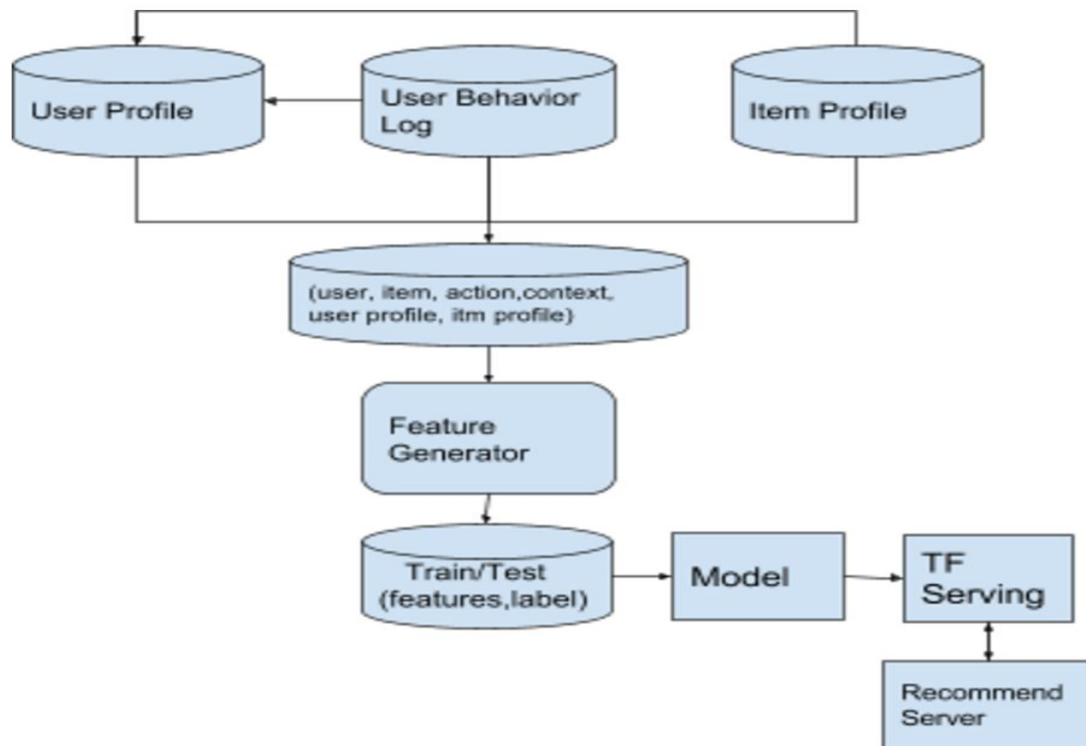 User Profile
User Behavior
Log
Item Profile
(user, item, action,context,
user profile, itm profile)
Feature
Generator
Train/Test
(features,label)
Model
TF
Serving
Recommend
Server